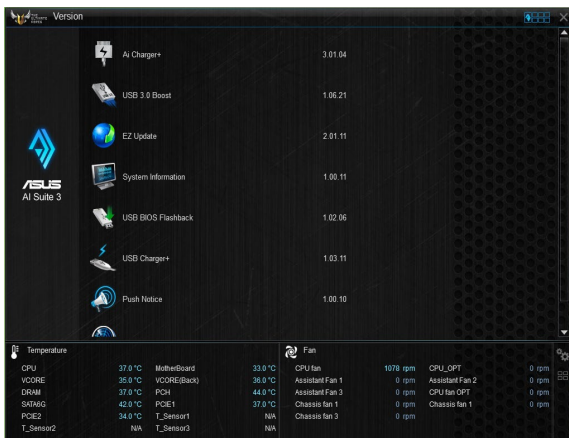 THE ULTIMATE FORCE
Version
Ai Charger+ 3.01.04
USB 3.0 Boost 1.06.21
EZ Update 2.01.11
System Information 1.00.11
USB BIOS Flashback 1.02.06
USB Charger+ 1.03.11
Push Notice 1.00.10
ASUS
AI Suite 3
Temperature
CPU 37.0 °C MotherBoard 33.0 °C
VCORE 35.0 °C VCORE(Back) 36.0 °C
DRAM 37.0 °C PCH 44.0 °C
SATA6G 42.0 °C PCIE1 37.0 °C
PCIE2 34.0 °C T_Sensor1 N/A
T_Sensor2 N/A T_Sensor3 N/A
Fan
CPU fan 1078 rpm CPU_OPT 0 rpm
Assistant Fan 1 0 rpm Assistant Fan 2 0 rpm
Assistant Fan 3 0 rpm CPU fan OPT 0 rpm
Chassis fan 1 0 rpm Chassis fan 1 0 rpm
Chassis fan 3 0 rpm